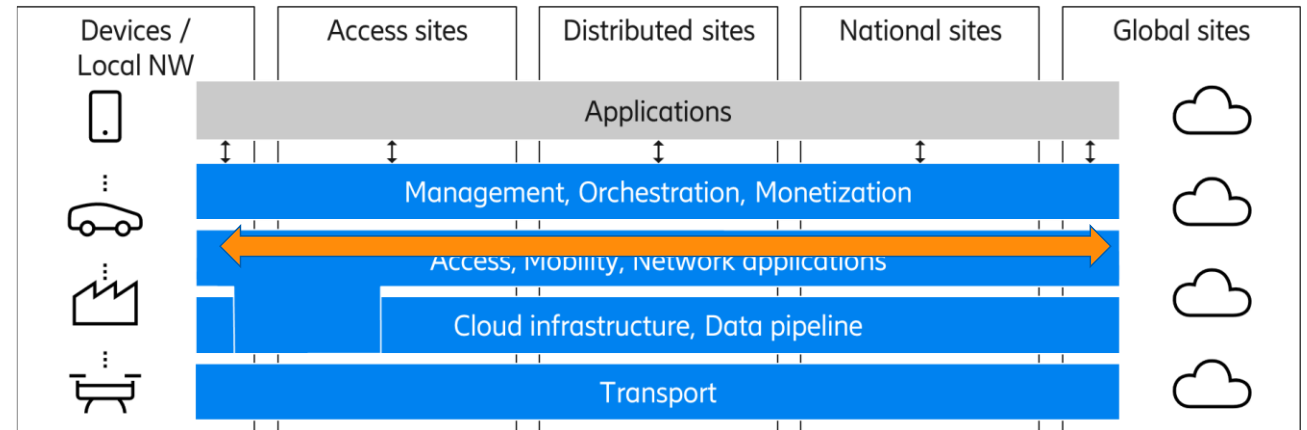 Devices /
Local NW
Access sites
Distributed sites
National sites
Global sites
Applications
Management, Orchestration, Monetization
Access, Mobility, Network applications
Cloud infrastructure, Data pipeline
Transport